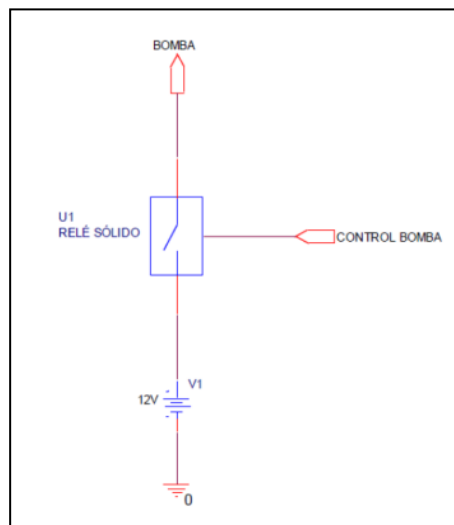 BOMBA
U1
RELÉ SÓLIDO
CONTROL BOMBA
V1
12V
0